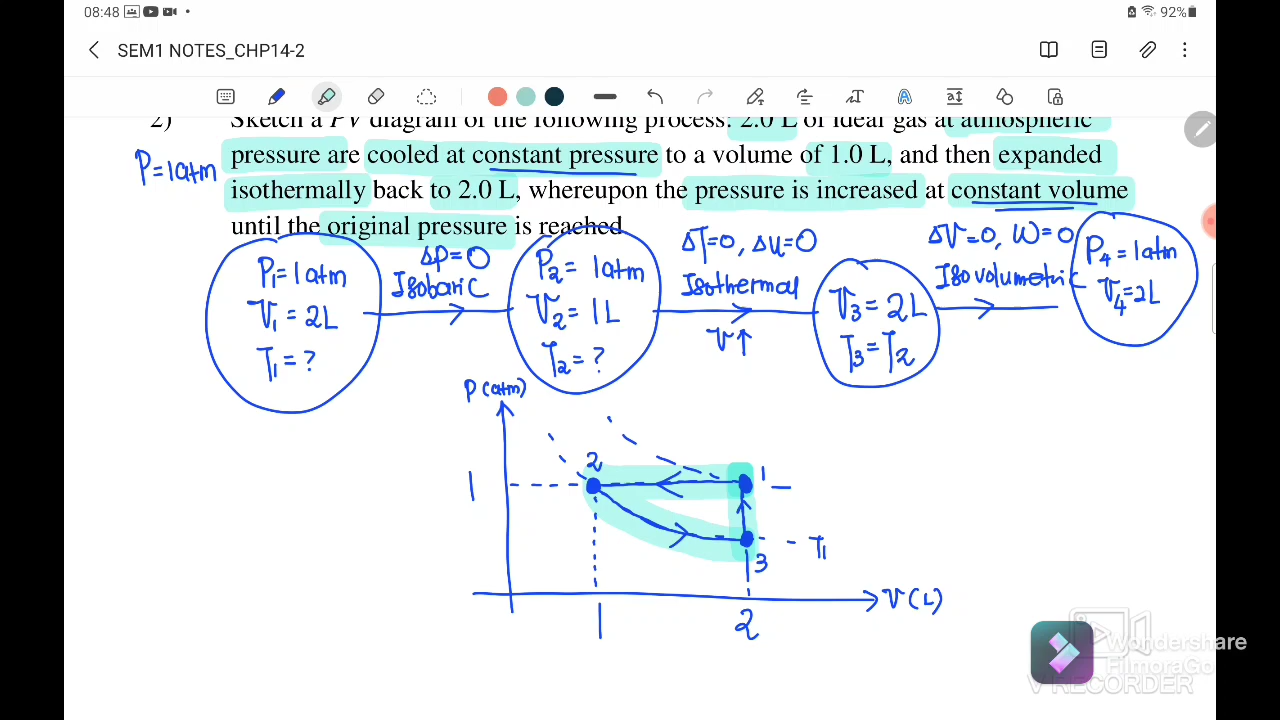 08:48
92%
SEM1 NOTES_CHP14-2
2) Sketch a PV diagram of the following process: 2.0 L of ideal gas at atmospheric
P=1atm pressure are cooled at constant pressure to a volume of 1.0 L, and then expanded
isothermally back to 2.0 L, whereupon the pressure is increased at constant volume
until the original pressure is reached
P₁=1atm
V₁=2L
T₁=?
ΔP=0
Isobaric
P₂=1atm
V₂=1L
T₂=?
ΔT=0, ΔU=0
Isothermal
V↑
V₃=2L
T₃=T₂
ΔV=0, W=0
Isovolumetric
P₄=1atm
V₄=2L
P(atm)
2
1
1
T₁
3
V(L)
1
2
Wondershare
FilmoraGo
V RECORDER